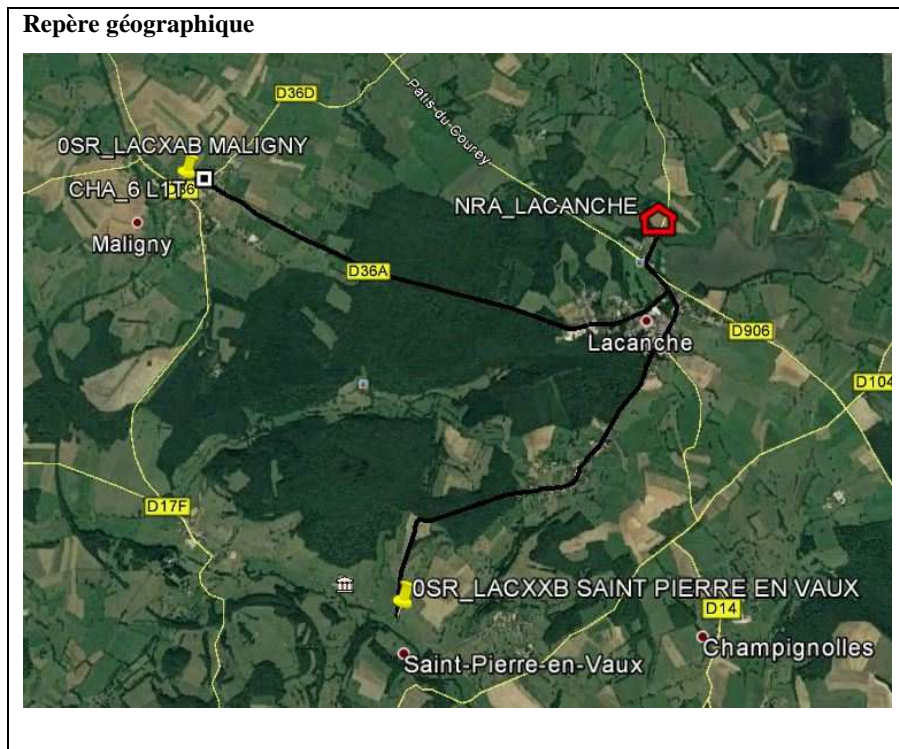 Repère géographique
D36D
Patis-du-Courey
0SR_LACXAB MALIGNY
CHA_6 L1T
NRA_LACANCHE
Maligny
D36A
D906
Lacanche
D104
D17F
0SR_LACXXB SAINT PIERRE EN VAUX
D14
Champignolles
Saint-Pierre-en-Vaux